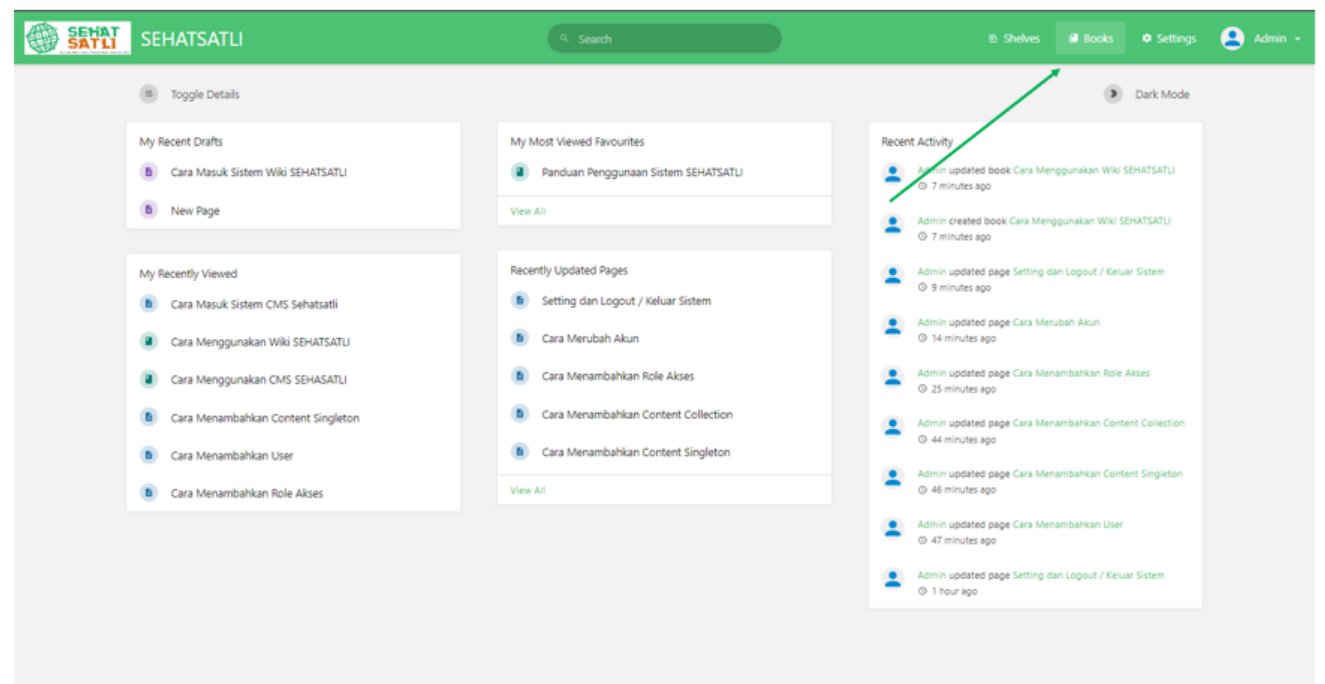 SEHAT
SATLI
SEHATSATLI
Search
Shelves
Books
Settings
Admin
Toggle Details
Dark Mode
My Recent Drafts
Cara Masuk Sistem Wiki SEHATSATLI
New Page
My Recently Viewed
Cara Masuk Sistem CMS Sehatsatli
Cara Menggunakan Wiki SEHATSATLI
Cara Menggunakan CMS SEHASATLI
Cara Menambahkan Content Singleton
Cara Menambahkan User
Cara Menambahkan Role Akses
My Most Viewed Favourites
Panduan Penggunaan Sistem SEHATSATLI
View All
Recently Updated Pages
Setting dan Logout / Keluar Sistem
Cara Merubah Akun
Cara Menambahkan Role Akses
Cara Menambahkan Content Collection
Cara Menambahkan Content Singleton
View All
Recent Activity
Admin updated book Cara Menggunakan Wiki SEHATSATLI
7 minutes ago
Admin created book Cara Menggunakan Wiki SEHATSATLI
7 minutes ago
Admin updated page Setting dan Logout / Keluar Sistem
9 minutes ago
Admin updated page Cara Merubah Akun
14 minutes ago
Admin updated page Cara Menambahkan Role Akses
25 minutes ago
Admin updated page Cara Menambahkan Content Collection
44 minutes ago
Admin updated page Cara Menambahkan Content Singleton
46 minutes ago
Admin updated page Cara Menambahkan User
47 minutes ago
Admin updated page Setting dan Logout / Keluar Sistem
1 hour ago